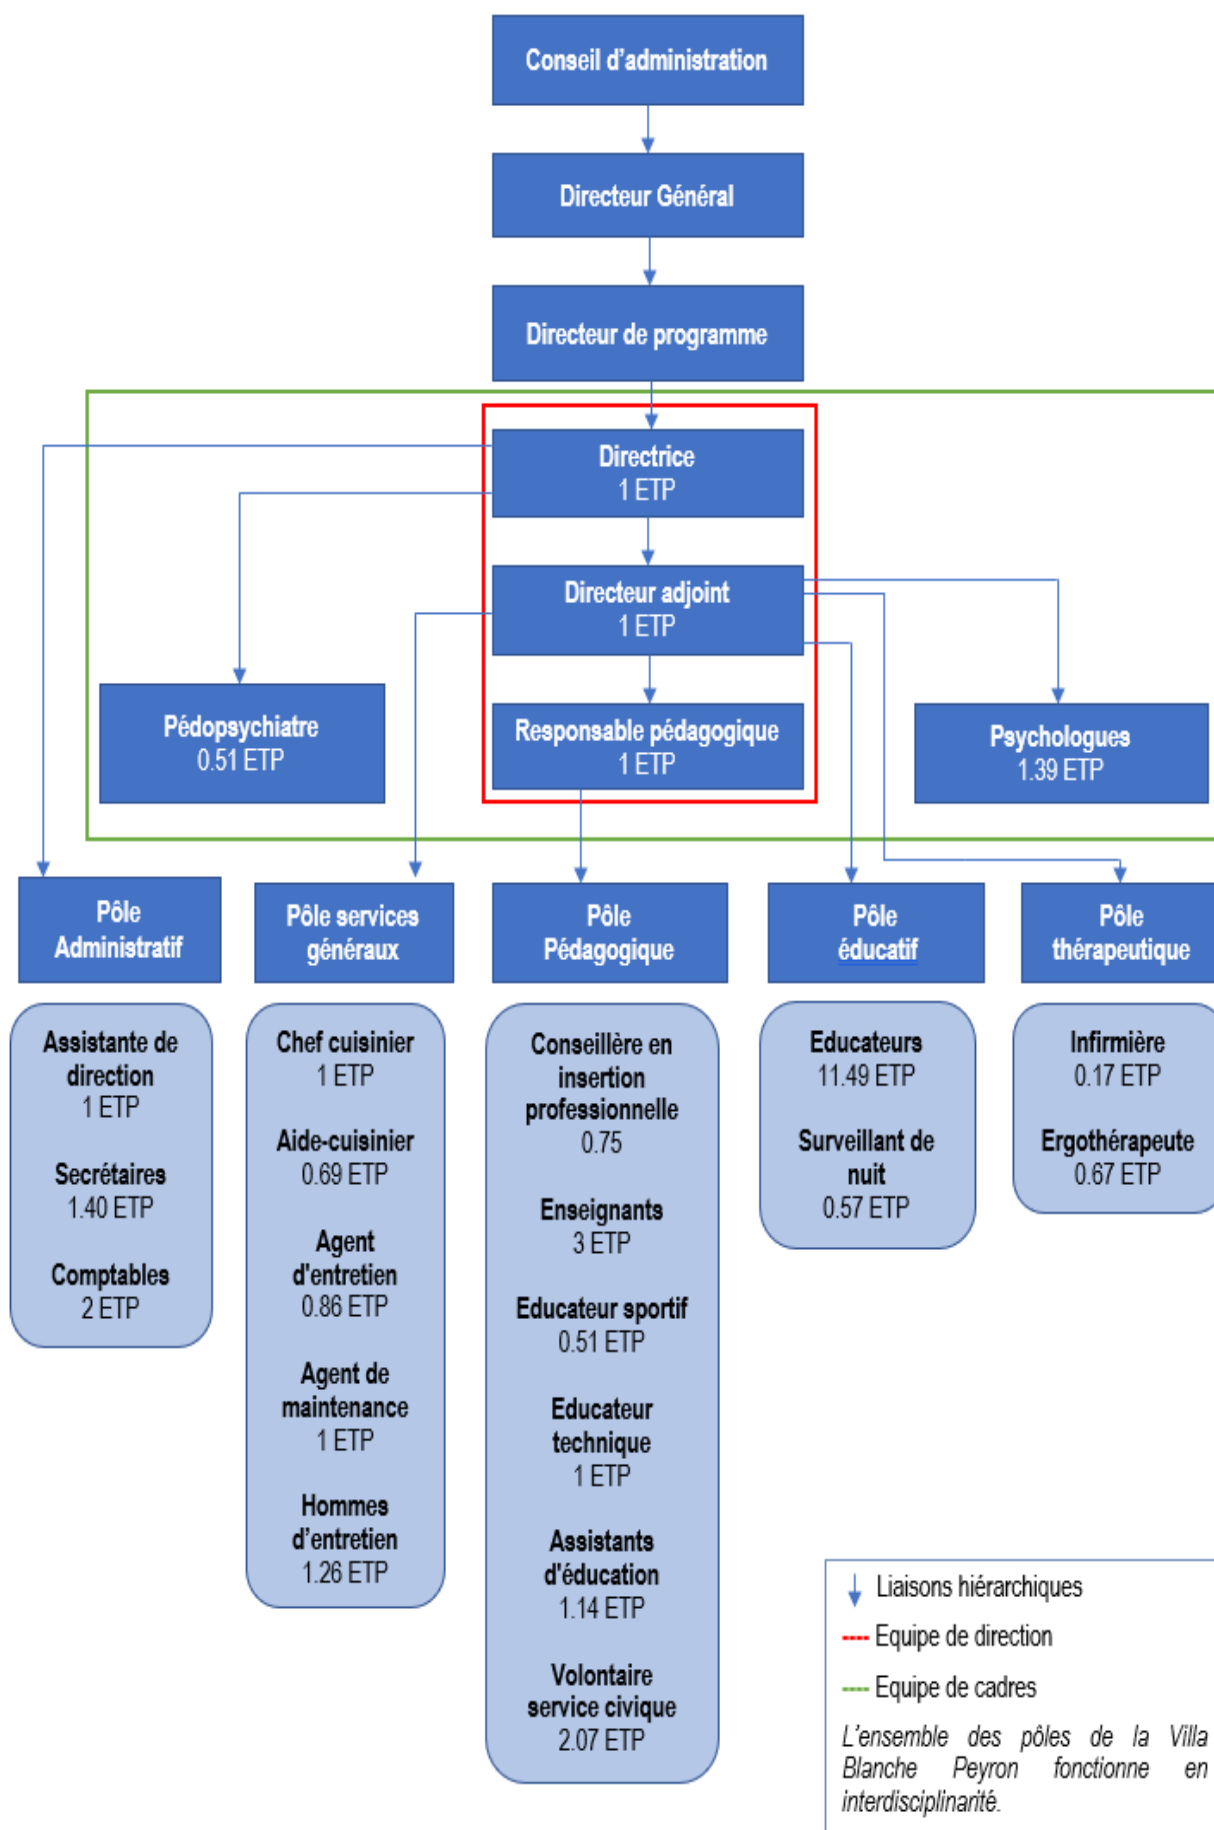 Conseil d'administration
Directeur Général
Directeur de programme
Directrice
1 ETP
Directeur adjoint
1 ETP
Pédopsychiatre
0.51 ETP
Responsable pédagogique
1 ETP
Psychologues
1.39 ETP
Pôle
Administratif
Pôle services
généraux
Pôle
Pédagogique
Pôle
éducatif
Pôle
thérapeutique
Assistante de
direction
1 ETP
Secrétaires
1.40 ETP
Comptables
2 ETP
Chef cuisinier
1 ETP
Aide-cuisinier
0.69 ETP
Agent
d'entretien
0.86 ETP
Agent de
maintenance
1 ETP
Hommes
d'entretien
1.26 ETP
Conseillère en
insertion
professionnelle
0.75
Enseignants
3 ETP
Educateur sportif
0.51 ETP
Educateur
technique
1 ETP
Assistants
d'éducation
1.14 ETP
Volontaire
service civique
2.07 ETP
Educateurs
11.49 ETP
Surveillant de
nuit
0.57 ETP
Infirmière
0.17 ETP
Ergothérapeute
0.67 ETP
Liaisons hiérarchiques
Equipe de direction
Equipe de cadres
L'ensemble des pôles de la Villa
Blanche Peyron fonctionne en
interdisciplinarité.